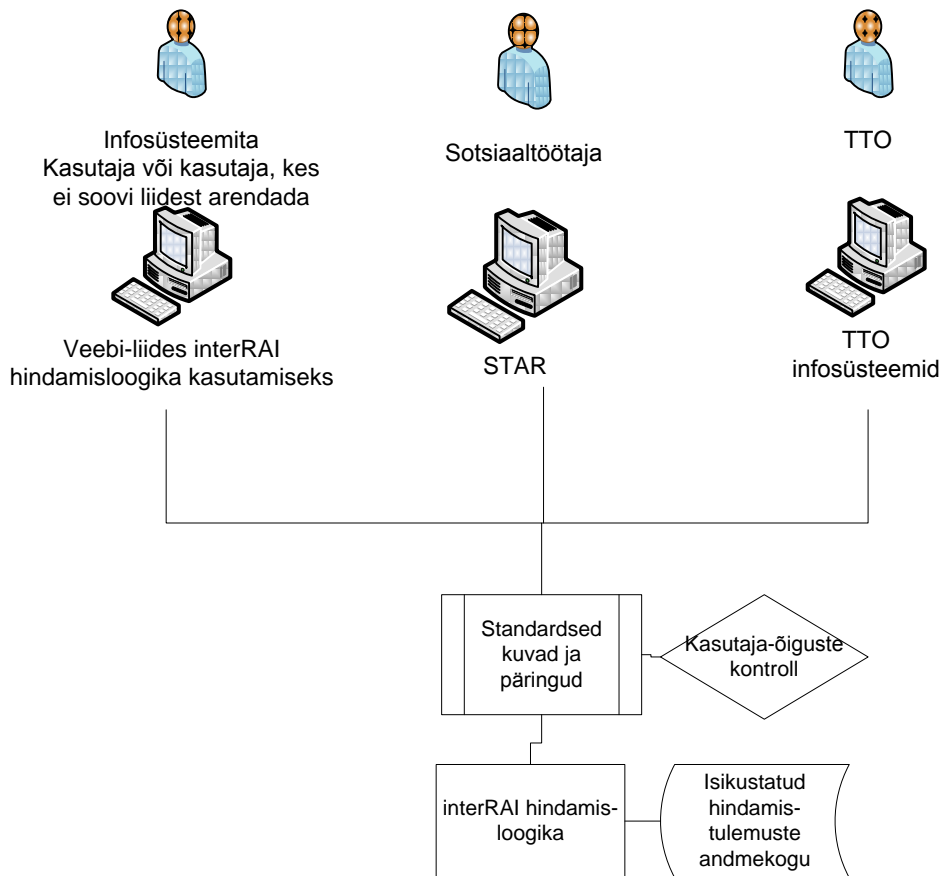 Infosüsteemita
Kasutaja või kasutaja, kes
ei soovi liidest arendada
Sotsiaaltöötaja
TTO
Veebi-liides interRAI
hindamisloogika kasutamiseks
STAR
TTO
infosüsteemid
Standardsed
kuvad ja
päringud
Kasutaja-õiguste
kontroll
interRAI hindamis-
loogika
Isikustatud
hindamis-
tulemuste
andmekogu